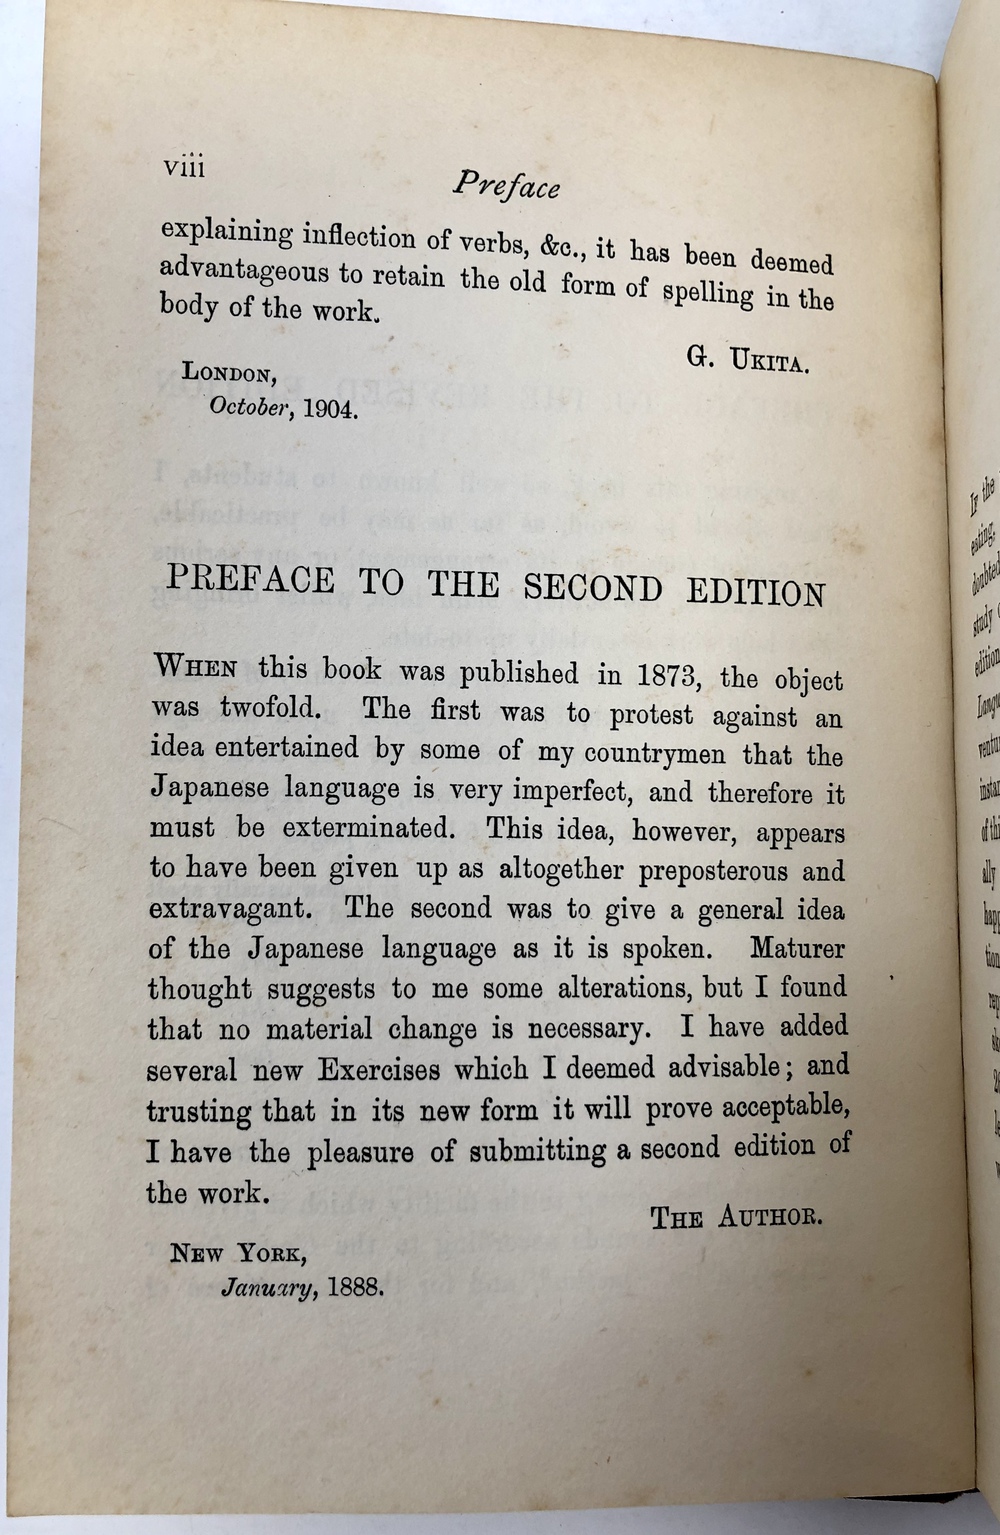 viii
Preface
explaining inflection of verbs, &c., it has been deemed
advantageous to retain the old form of spelling in the
body of the work.
G. UKITA.
LONDON,
October, 1904.
PREFACE TO THE SECOND EDITION
WHEN this book was published in 1873, the object
was twofold. The first was to protest against an
idea entertained by some of my countrymen that the
Japanese language is very imperfect, and therefore it
must be exterminated. This idea, however, appears
to have been given up as altogether preposterous and
extravagant. The second was to give a general idea
of the Japanese language as it is spoken. Maturer
thought suggests to me some alterations, but I found
that no material change is necessary. I have added
several new Exercises which I deemed advisable; and
trusting that in its new form it will prove acceptable,
I have the pleasure of submitting a second edition of
the work.
THE AUTHOR.
NEW YORK,
January, 1888.
IF the
eating,
doubted
study
edition